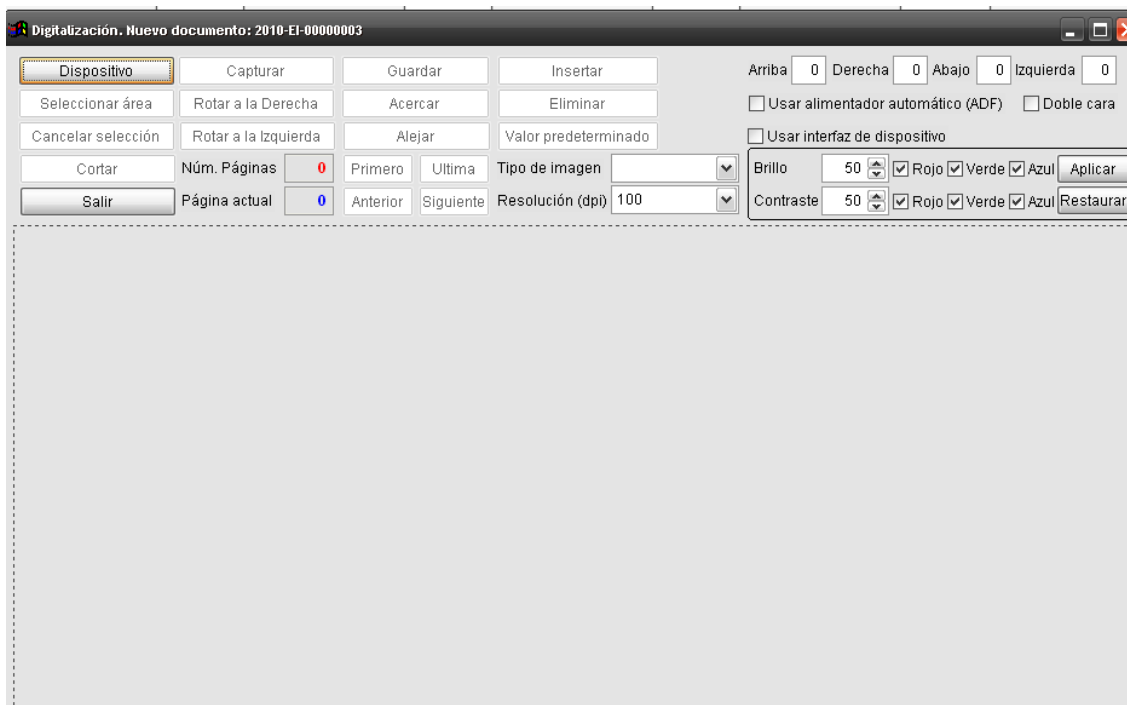 Digitalización. Nuevo documento: 2010-EI-00000003
Dispositivo Capturar Guardar Insertar Arriba 0 Derecha 0 Abajo 0 Izquierda 0
Seleccionar área Rotar a la Derecha Acercar Eliminar Usar alimentador automático (ADF) Doble cara
Cancelar selección Rotar a la Izquierda Alejar Valor predeterminado Usar interfaz de dispositivo
Cortar Núm. Páginas 0 Primero Ultima Tipo de imagen Brillo 50 Rojo Verde Azul Aplicar
Salir Página actual 0 Anterior Siguiente Resolución (dpi) 100 Contraste 50 Rojo Verde Azul Restaurar